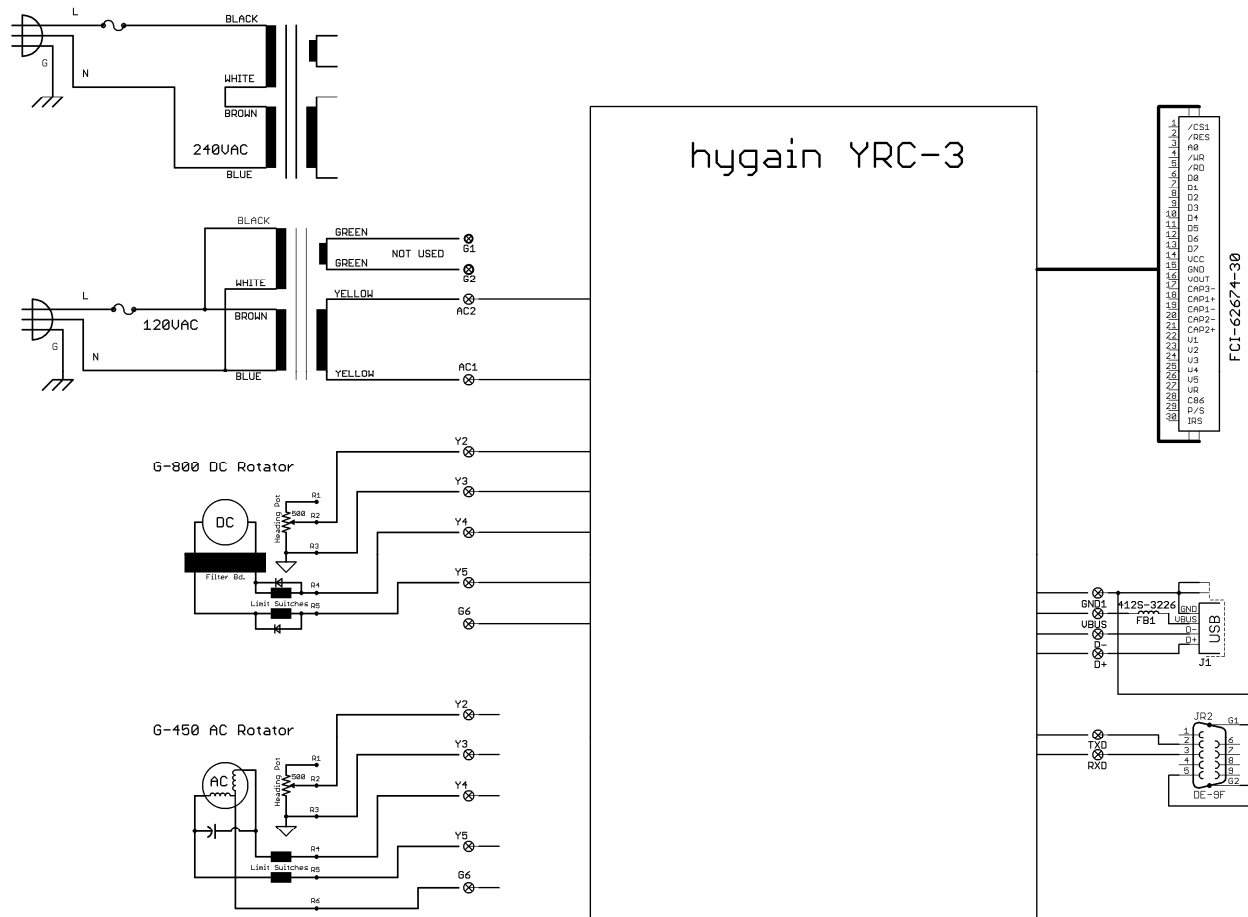 L
BLACK
G
N
WHITE
BROWN
240VAC
BLUE
hygain YRC-3
BLACK
GREEN
G1
NOT USED
GREEN
G2
WHITE
YELLOW
AC2
L
120VAC
BROWN
G
N
BLUE
YELLOW
AC1
G-800 DC Rotator
DC
Filter Bd.
Heading Pot
500
R1
R2
R3
R4
Limit Switches
R5
Y2
Y3
Y4
Y5
G6
G-450 AC Rotator
AC
Heading Pot
500
R1
R2
R3
R4
Limit Switches
R5
R6
Y2
Y3
Y4
Y5
G6
1 /CS1
2 /RES
3 A0
4 /WR
5 /RD
6 D0
7 D1
8 D2
9 D3
10 D4
11 D5
12 D6
13 D7
14 VCC
15 GND
16 VOUT
17 CAP3-
18 CAP1+
19 CAP1-
20 CAP2-
21 CAP2+
22 V1
23 V2
24 V3
25 V4
26 V5
27 VR
28 C86
29 P/S
30 IRS
FCI-62674-30
GND1
VBUS
D-
D+
412S-3226
FB1
GND
VBUS
D-
D+
USB
J1
TXD
RXD
JR2
G1
1
2
3
4
5
6
7
8
9
G2
DE-9F